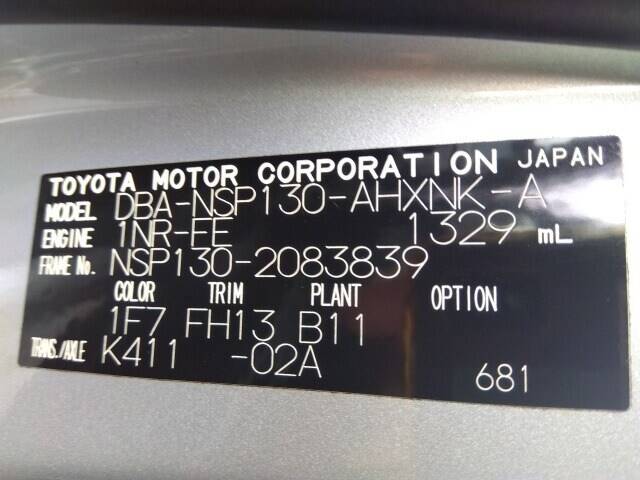 TOYOTA MOTOR CORPORATION JAPAN
MODEL DBA-NSP130-AHXNK-A
ENGINE 1NR-FE 1329 mL
FRAME No. NSP130-2083839
COLOR TRIM PLANT OPTION
1F7 FH13 B11
TRANS./AXLE K411 -02A
681